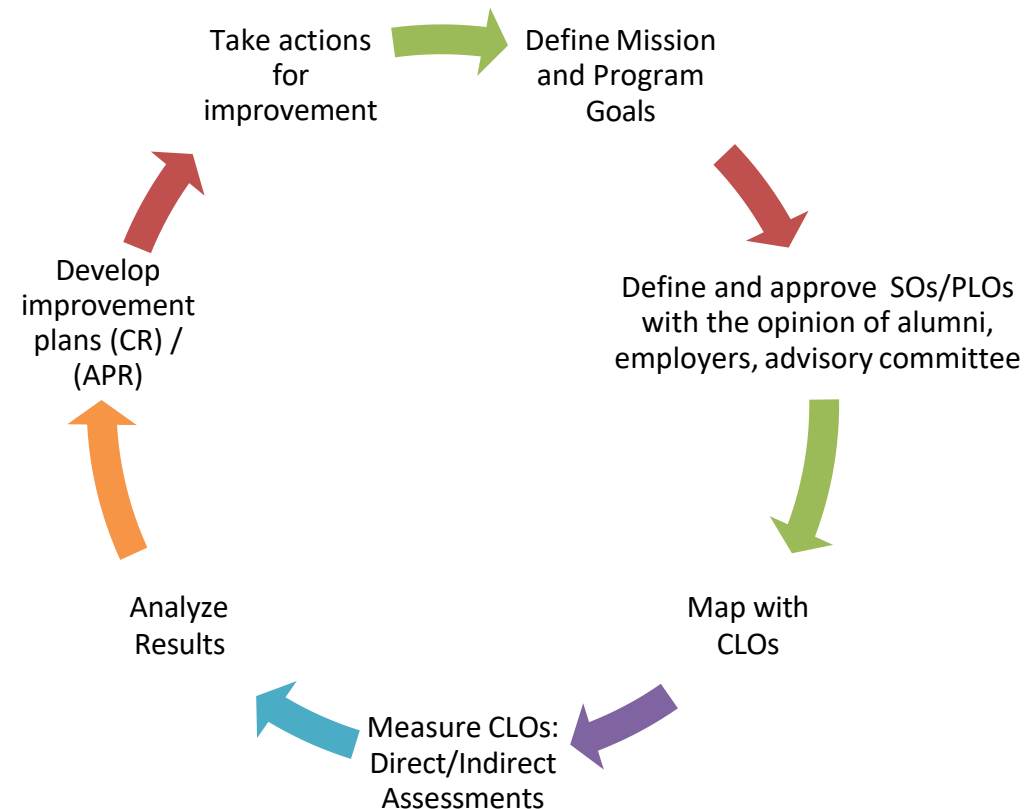 Take actions
for
improvement
Define Mission
and Program
Goals
Define and approve SOs/PLOs
with the opinion of alumni,
employers, advisory committee
Map with
CLOs
Measure CLOs:
Direct/Indirect
Assessments
Analyze
Results
Develop
improvement
plans (CR) /
(APR)